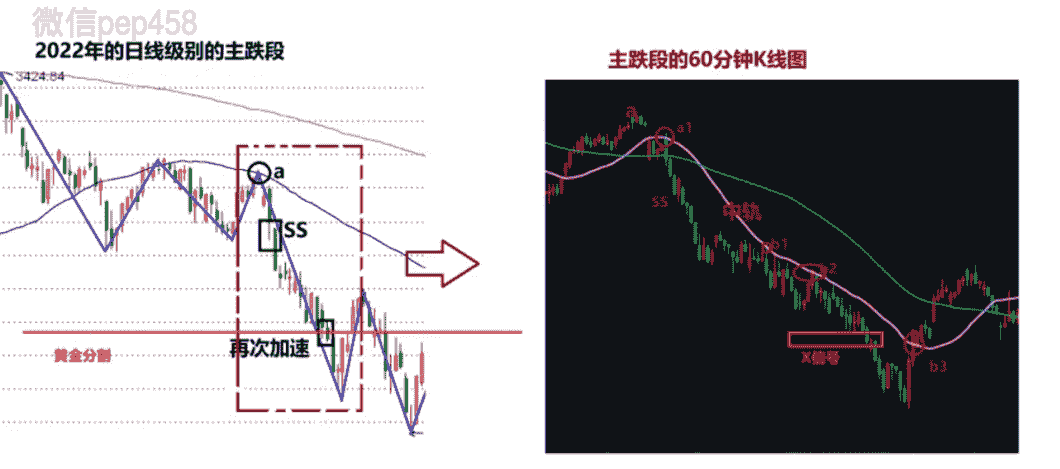 微信pep458
2022年的日线级别的主跌段
3424.84
a
SS
再次加速
黄金分割
主跌段的60分钟K线图
a1
SS
中轨
b1
2
X信号
b3